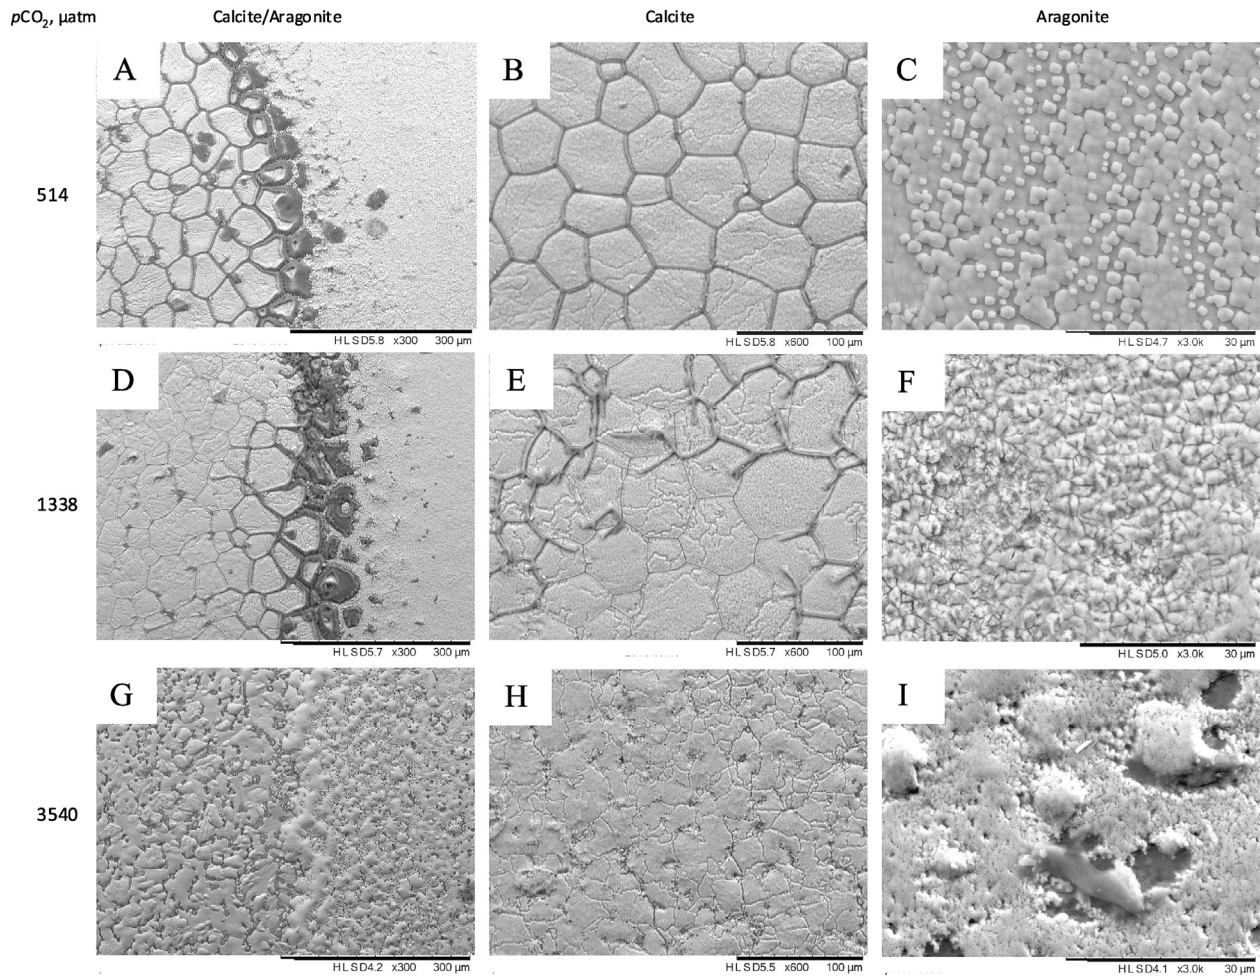 pCO2, µatm Calcite/Aragonite Calcite Aragonite
A B C
514
HLSD5.8 x300 300 µm HLSD5.8 x600 100 µm HLSD4.7 x3.0k 30 µm
D E F
1338
HLSD5.7 x300 300 µm HLSD5.7 x600 100 µm HLSD5.0 x3.0k 30 µm
G H I
3540
HLSD4.2 x300 300 µm HLSD5.5 x600 100 µm HLSD4.1 x3.0k 30 µm